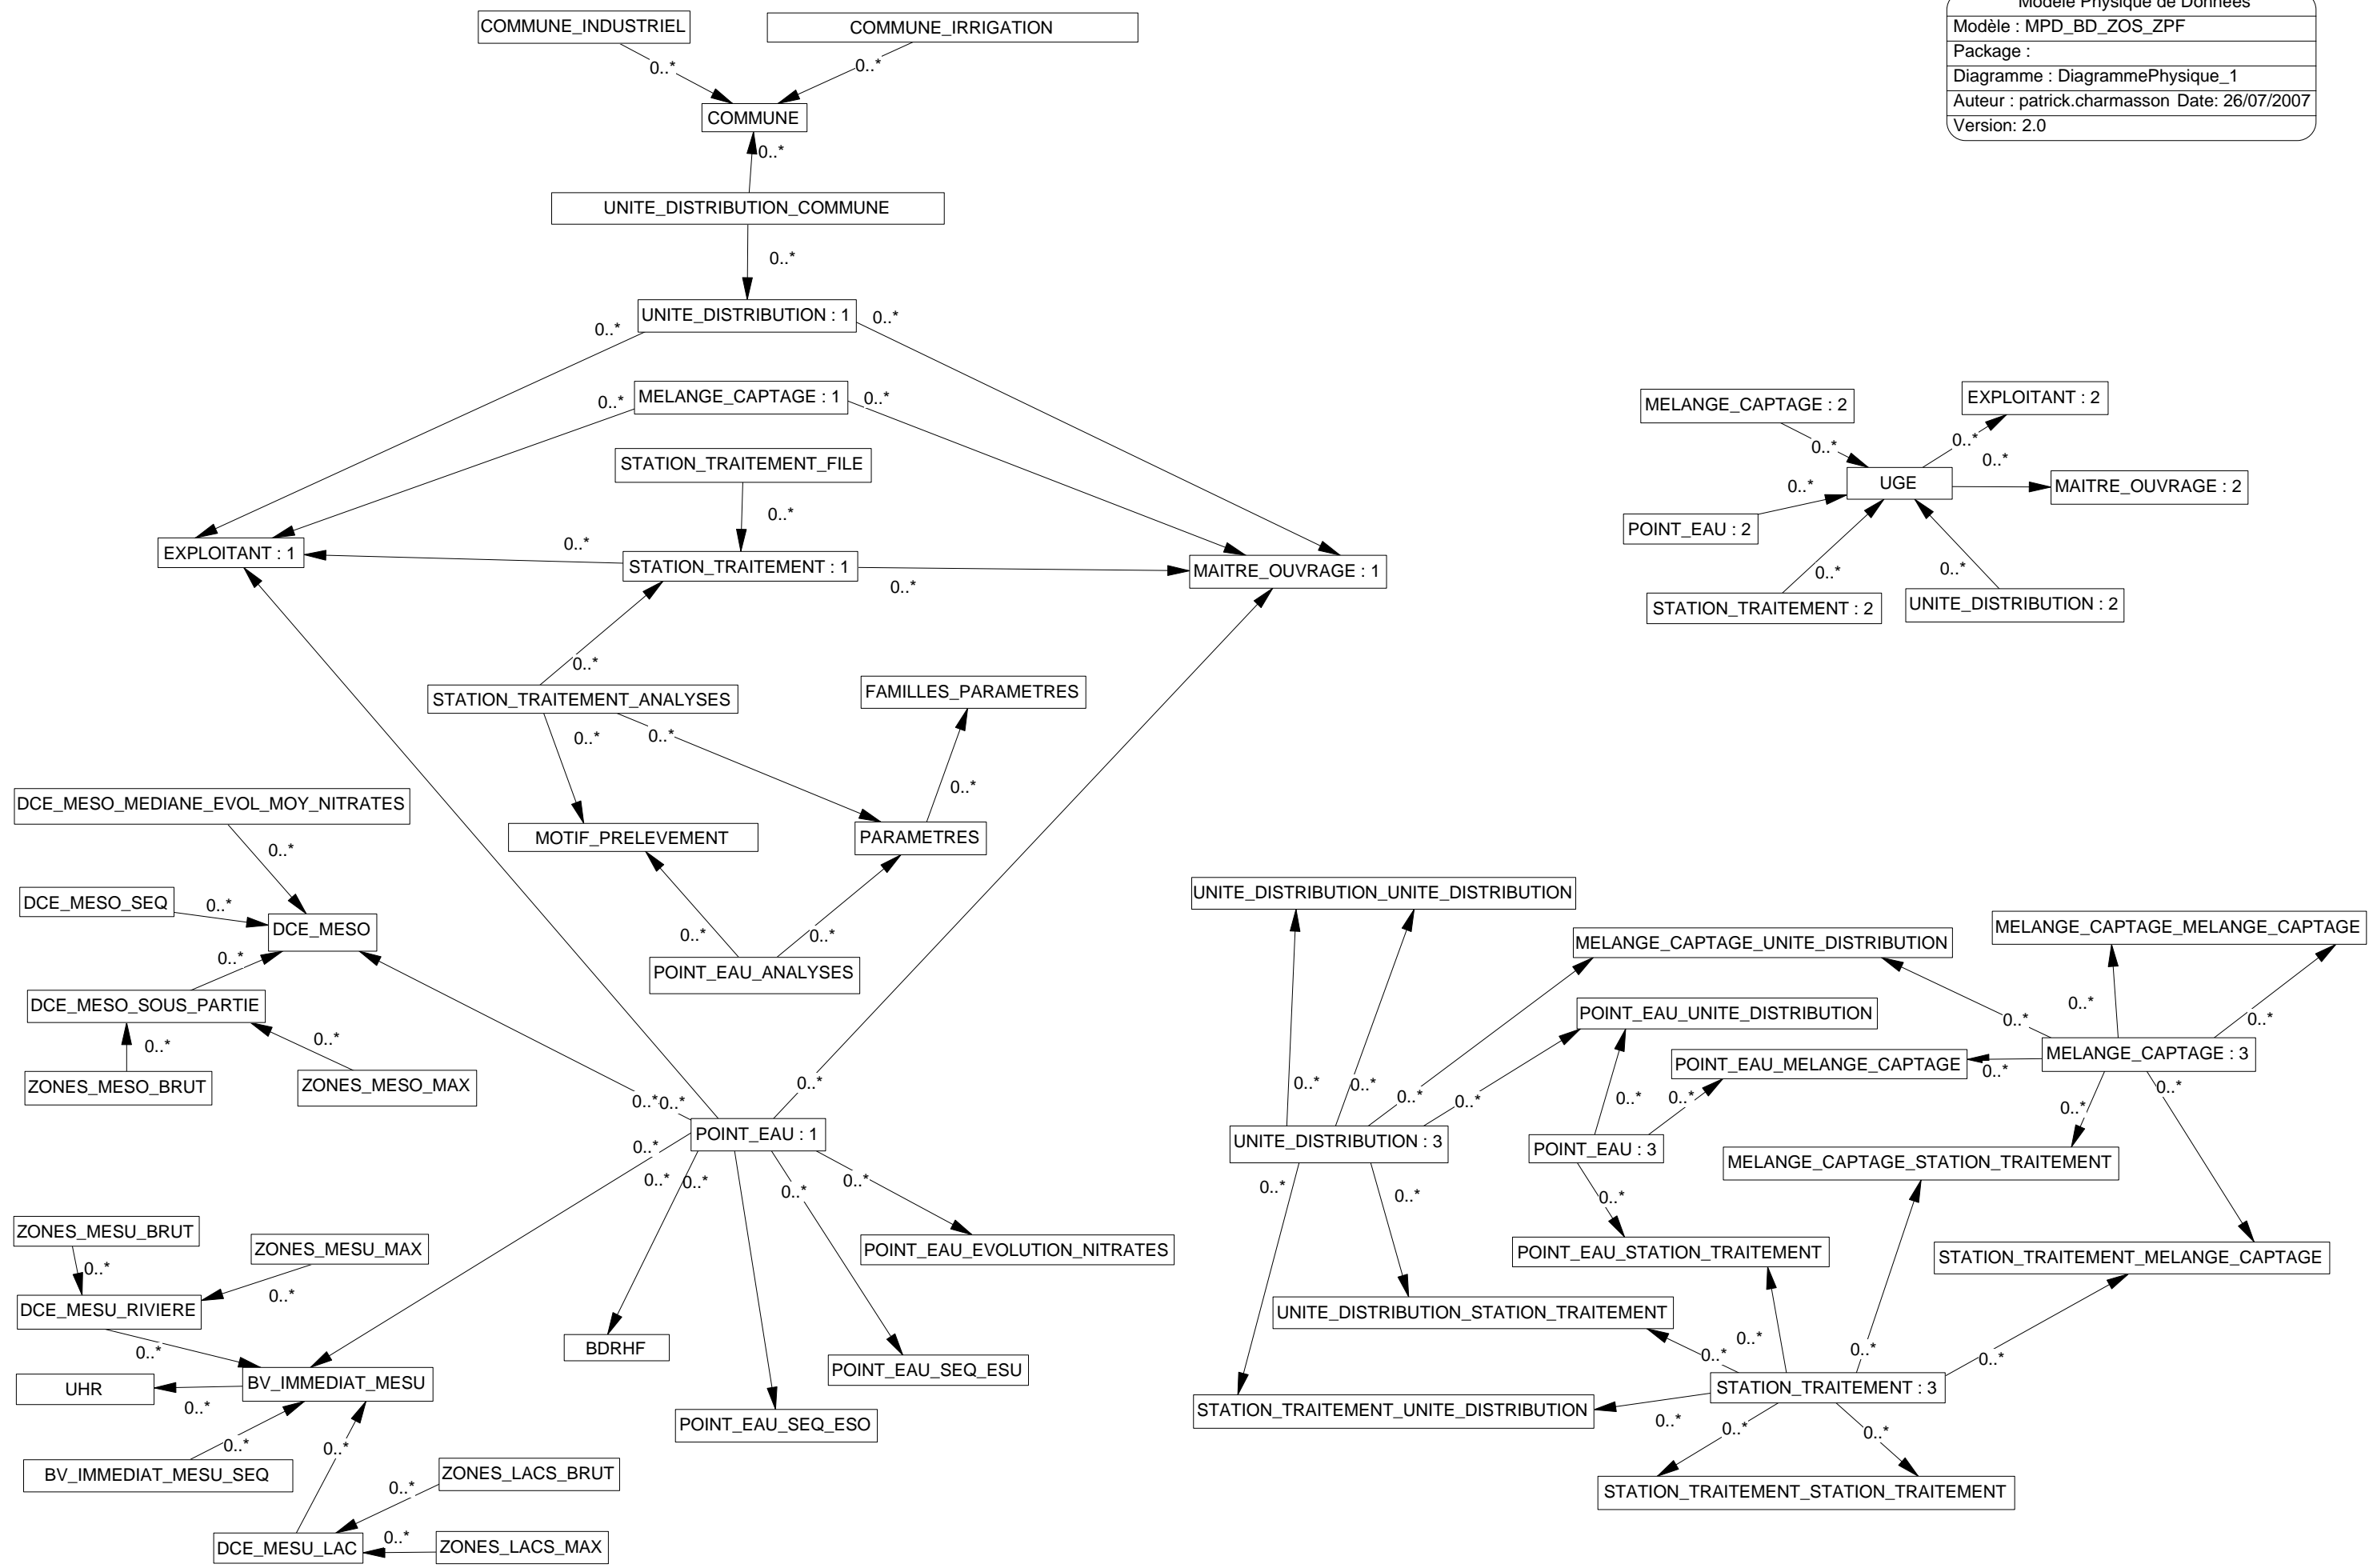 Modèle Physique de Données
Modèle : MPD_BD_ZOS_ZPF
Package :
Diagramme : DiagrammePhysique_1
Auteur : patrick.charmasson Date: 26/07/2007
Version: 2.0
COMMUNE_INDUSTRIEL
COMMUNE_IRRIGATION
0..*
0..*
COMMUNE
0..*
UNITE_DISTRIBUTION_COMMUNE
0..*
UNITE_DISTRIBUTION : 1
0..*
0..*
MELANGE_CAPTAGE : 1
0..*
0..*
STATION_TRAITEMENT_FILE
0..*
EXPLOITANT : 1
0..*
STATION_TRAITEMENT : 1
0..*
MAITRE_OUVRAGE : 1
0..*
STATION_TRAITEMENT_ANALYSES
FAMILLES_PARAMETRES
0..*
0..*
0..*
MOTIF_PRELEVEMENT
PARAMETRES
0..*
0..*
POINT_EAU_ANALYSES
MELANGE_CAPTAGE : 2
EXPLOITANT : 2
0..*
0..*
0..*
UGE
MAITRE_OUVRAGE : 2
0..*
POINT_EAU : 2
0..*
0..*
STATION_TRAITEMENT : 2
UNITE_DISTRIBUTION : 2
DCE_MESO_MEDIANE_EVOL_MOY_NITRATES
0..*
DCE_MESO_SEQ
0..*
DCE_MESO
0..*
DCE_MESO_SOUS_PARTIE
0..*
0..*
ZONES_MESO_BRUT
ZONES_MESO_MAX
0..*
0..*
0..*
POINT_EAU : 1
0..*
0..*
0..*
0..*
0..*
POINT_EAU_EVOLUTION_NITRATES
BDRHF
POINT_EAU_SEQ_ESU
POINT_EAU_SEQ_ESO
ZONES_MESU_BRUT
ZONES_MESU_MAX
0..*
0..*
DCE_MESU_RIVIERE
0..*
UHR
BV_IMMEDIAT_MESU
0..*
0..*
0..*
BV_IMMEDIAT_MESU_SEQ
ZONES_LACS_BRUT
0..*
DCE_MESU_LAC
0..*
ZONES_LACS_MAX
UNITE_DISTRIBUTION_UNITE_DISTRIBUTION
MELANGE_CAPTAGE_UNITE_DISTRIBUTION
MELANGE_CAPTAGE_MELANGE_CAPTAGE
POINT_EAU_UNITE_DISTRIBUTION
0..*
0..*
0..*
POINT_EAU_MELANGE_CAPTAGE
0..*
MELANGE_CAPTAGE : 3
0..*
0..*
0..*
0..*
0..*
0..*
0..*
0..*
UNITE_DISTRIBUTION : 3
POINT_EAU : 3
MELANGE_CAPTAGE_STATION_TRAITEMENT
0..*
0..*
0..*
POINT_EAU_STATION_TRAITEMENT
STATION_TRAITEMENT_MELANGE_CAPTAGE
UNITE_DISTRIBUTION_STATION_TRAITEMENT
0..*
0..*
0..*
0..*
STATION_TRAITEMENT : 3
STATION_TRAITEMENT_UNITE_DISTRIBUTION
0..*
0..*
0..*
STATION_TRAITEMENT_STATION_TRAITEMENT